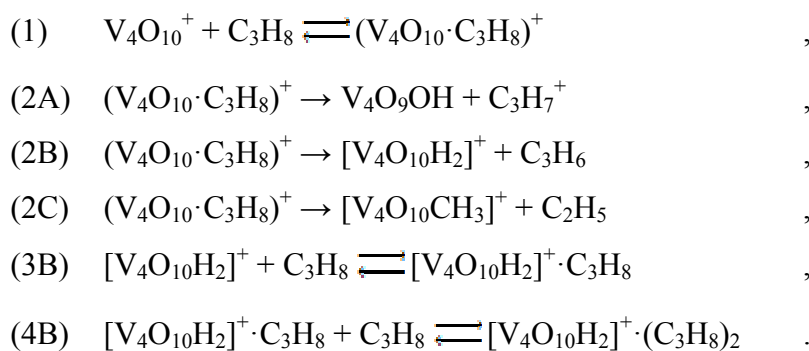 (1) V₄O₁₀⁺ + C₃H₈ ⇌ (V₄O₁₀·C₃H₈)⁺ ,
(2A) (V₄O₁₀·C₃H₈)⁺ → V₄O₉OH + C₃H₇⁺ ,
(2B) (V₄O₁₀·C₃H₈)⁺ → [V₄O₁₀H₂]⁺ + C₃H₆ ,
(2C) (V₄O₁₀·C₃H₈)⁺ → [V₄O₁₀CH₃]⁺ + C₂H₅ ,
(3B) [V₄O₁₀H₂]⁺ + C₃H₈ ⇌ [V₄O₁₀H₂]⁺·C₃H₈ ,
(4B) [V₄O₁₀H₂]⁺·C₃H₈ + C₃H₈ ⇌ [V₄O₁₀H₂]⁺·(C₃H₈)₂ .